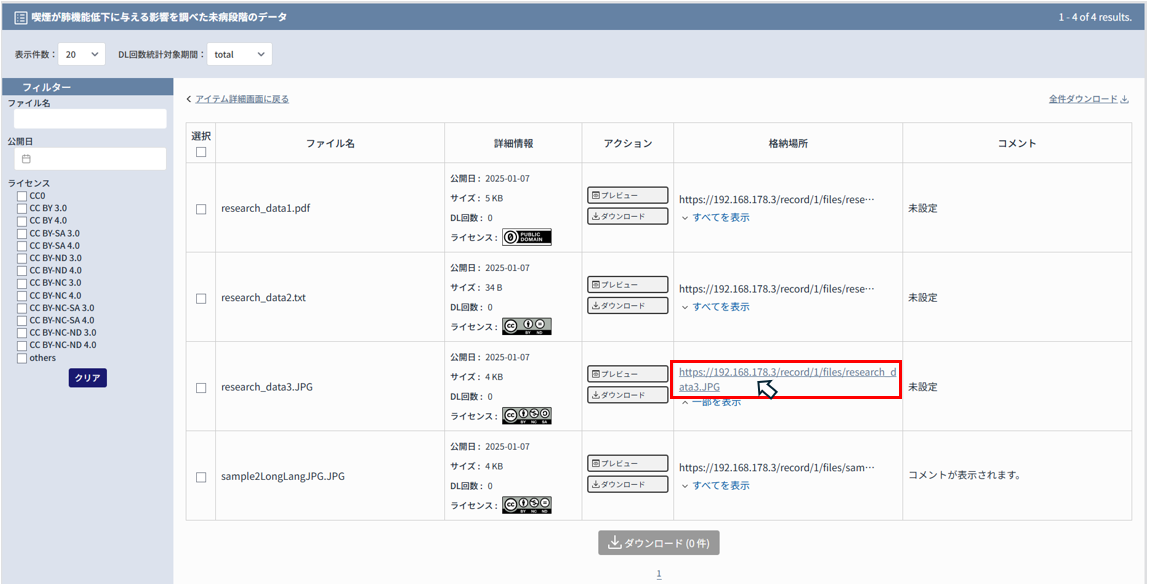 喫煙が肺機能低下に与える影響を調べた未病段階のデータ
1 - 4 of 4 results.
表示件数： 20
DL回数統計対象期間： total
フィルター
ファイル名
公開日
ライセンス
CC0
CC BY 3.0
CC BY 4.0
CC BY-SA 3.0
CC BY-SA 4.0
CC BY-ND 3.0
CC BY-ND 4.0
CC BY-NC 3.0
CC BY-NC 4.0
CC BY-NC-SA 3.0
CC BY-NC-SA 4.0
CC BY-NC-ND 3.0
CC BY-NC-ND 4.0
others
クリア
アイテム詳細画面に戻る
全件ダウンロード
選択 ファイル名 詳細情報 アクション 格納場所 コメント
research_data1.pdf
公開日： 2025-01-07
サイズ： 5 KB
DL回数： 0
ライセンス： PUBLIC DOMAIN
プレビュー
ダウンロード
https://192.168.178.3/record/1/files/rese…
すべてを表示
未設定
research_data2.txt
公開日： 2025-01-07
サイズ： 34 B
DL回数： 0
ライセンス： cc BY ND
プレビュー
ダウンロード
https://192.168.178.3/record/1/files/rese…
すべてを表示
未設定
research_data3.JPG
公開日： 2025-01-07
サイズ： 4 KB
DL回数： 0
ライセンス： cc BY NC SA
プレビュー
ダウンロード
https://192.168.178.3/record/1/files/research_d
ata3.JPG
一部を表示
未設定
sample2LongLangJPG.JPG
公開日： 2025-01-07
サイズ： 4 KB
DL回数： 0
ライセンス： cc BY NC ND
プレビュー
ダウンロード
https://192.168.178.3/record/1/files/sam…
すべてを表示
コメントが表示されます。
ダウンロード (0 件)
1